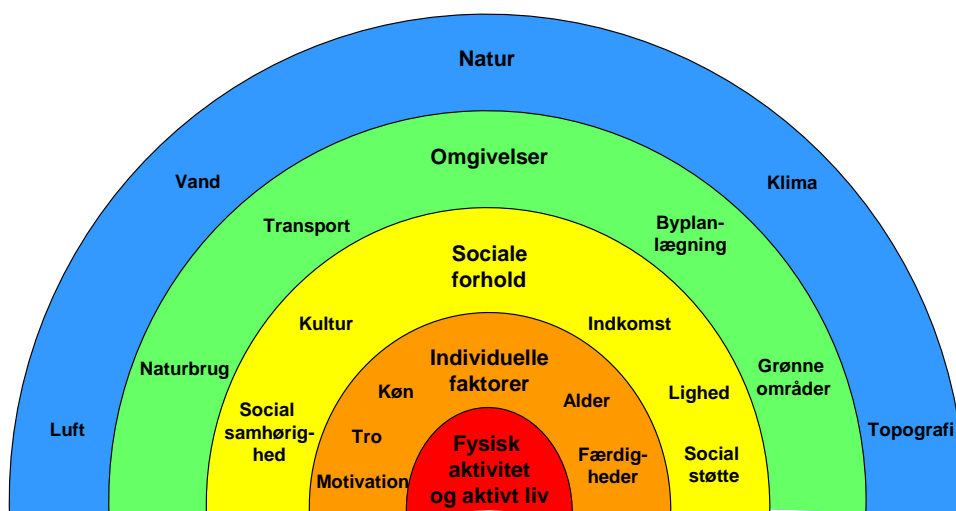 Natur
Vand
Klima
Luft
Topografi
Omgivelser
Transport
Byplan-
lægning
Naturbrug
Grønne
områder
Sociale
forhold
Kultur
Indkomst
Social
samhørig-
hed
Lighed
Social
støtte
Individuelle
faktorer
Køn
Alder
Tro
Motivation
Færdig-
heder
Fysisk
aktivitet
og aktivt liv